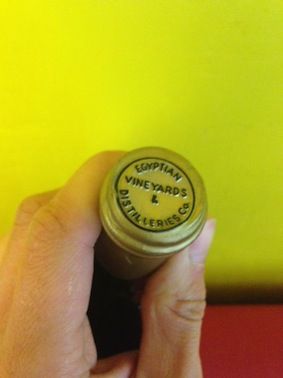 EGYPTIAN
VINEYARDS
&
DISTILLERIES Co